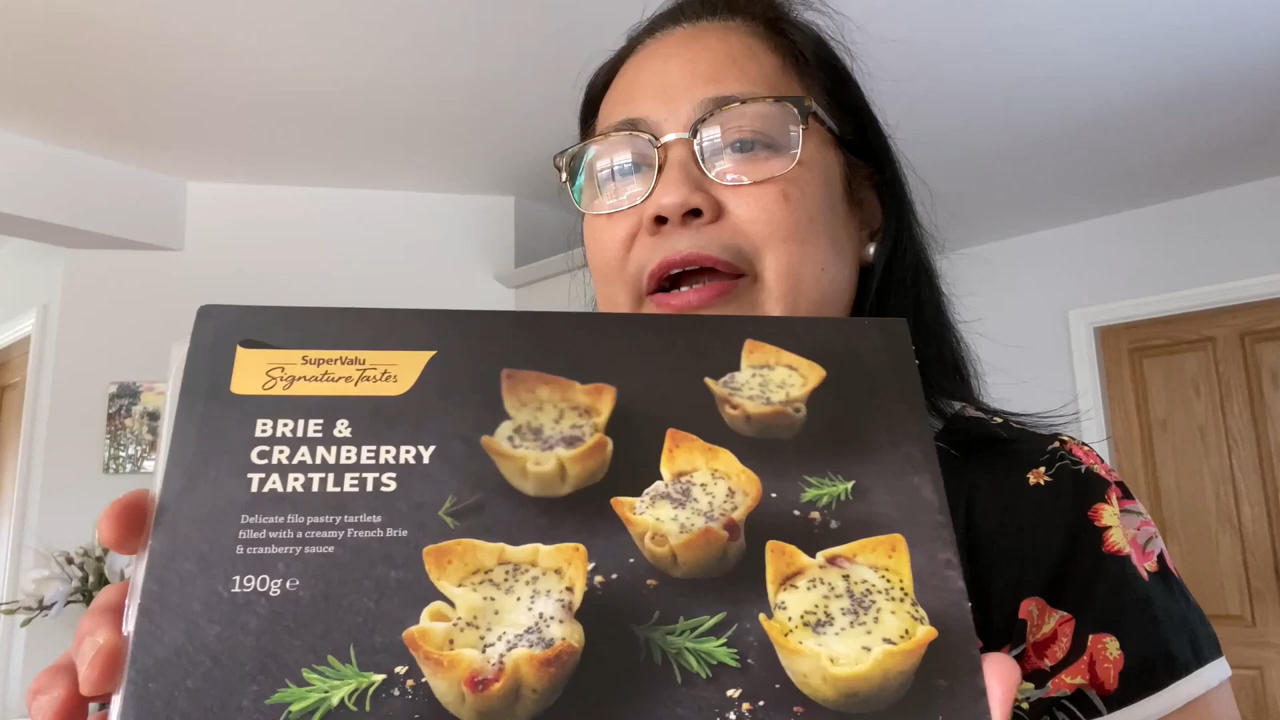 SuperValu
Signature Tastes
BRIE &
CRANBERRY
TARTLETS
Delicate filo pastry tartlets
filled with a creamy French Brie
& cranberry sauce
190g ℮